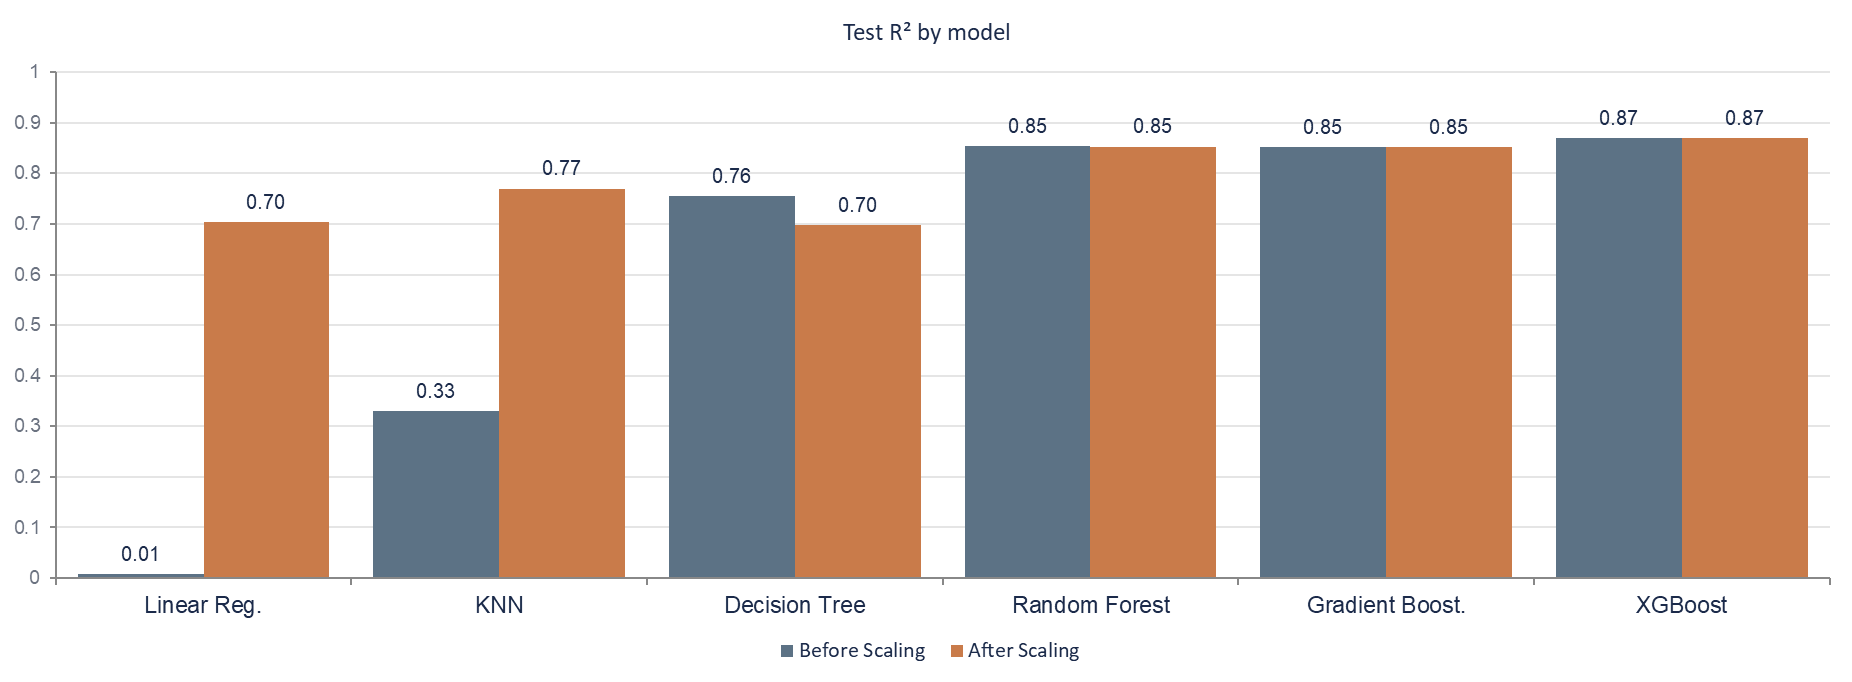 Test R² by model
1
0.9
0.8
0.7
0.6
0.5
0.4
0.3
0.2
0.1
0
0.01
0.70
0.33
0.77
0.76
0.70
0.85
0.85
0.85
0.85
0.87
0.87
Linear Reg.
KNN
Decision Tree
Random Forest
Gradient Boost.
XGBoost
Before Scaling
After Scaling